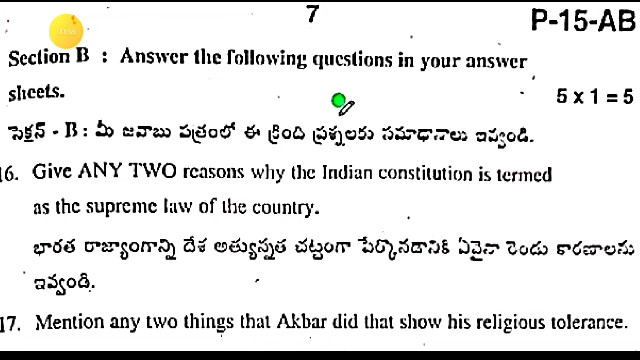 7
P-15-AB
Section B : Answer the following questions in your answer
sheets.
5 x 1 = 5
సెక్షన్ - B : మీ జవాబు పత్రంలో ఈ క్రింది ప్రశ్నలకు సమాధానాలు ఇవ్వండి.
16. Give ANY TWO reasons why the Indian constitution is termed
as the supreme law of the country.
భారత రాజ్యాంగాన్ని దేశ అత్యున్నత చట్టంగా పేర్కొనడానికి ఏవైనా రెండు కారణాలను
ఇవ్వండి.
17. Mention any two things that Akbar did that show his religious tolerance.